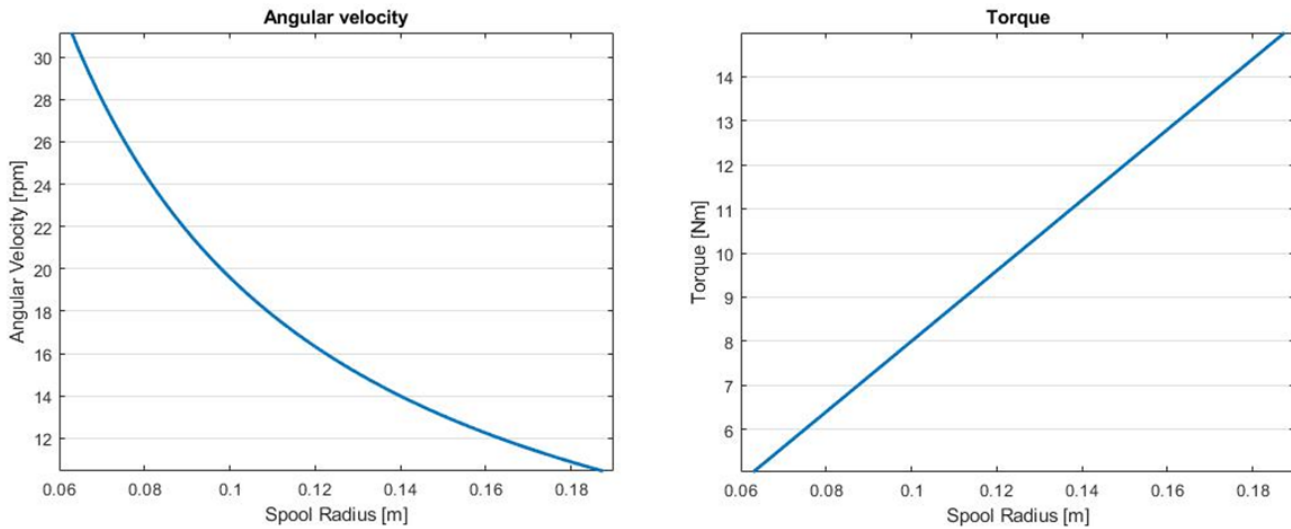 Angular velocity
Angular Velocity [rpm]
30
28
26
24
22
20
18
16
14
12
0.06 0.08 0.1 0.12 0.14 0.16 0.18
Spool Radius [m]
Torque
Torque [Nm]
14
13
12
11
10
9
8
7
6
0.06 0.08 0.1 0.12 0.14 0.16 0.18
Spool Radius [m]